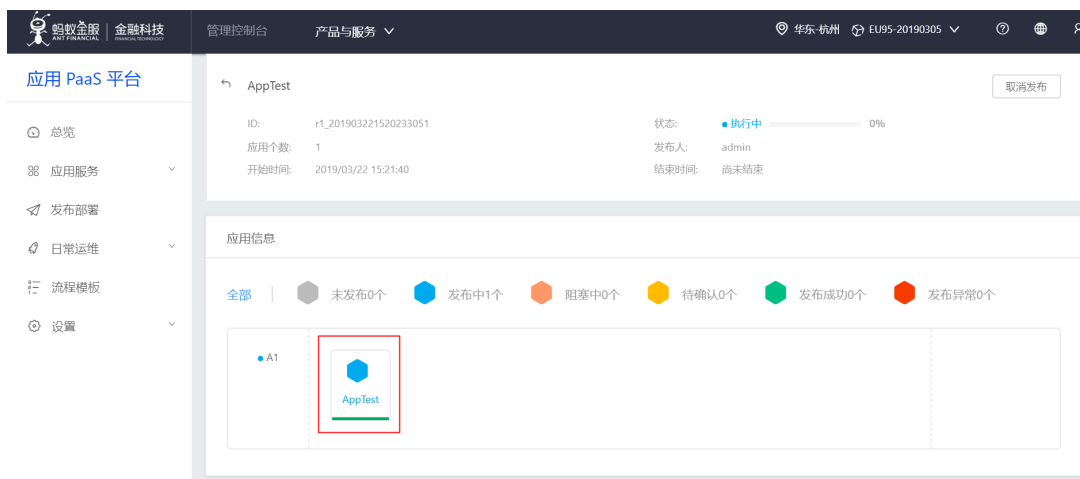 蚂蚁金服 金融科技 管理控制台 产品与服务 华东-杭州 EU95-20190305
ANT FINANCIAL FINANCIAL TECHNOLOGY
应用 PaaS 平台
AppTest 取消发布
总览
应用服务
发布部署
日常运维
流程模板
设置
ID: r1_201903221520233051 状态: 执行中 0%
应用个数: 1 发布人: admin
开始时间: 2019/03/22 15:21:40 结束时间: 尚未结束
应用信息
全部 未发布0个 发布中1个 阻塞中0个 待确认0个 发布成功0个 发布异常0个
A1
AppTest